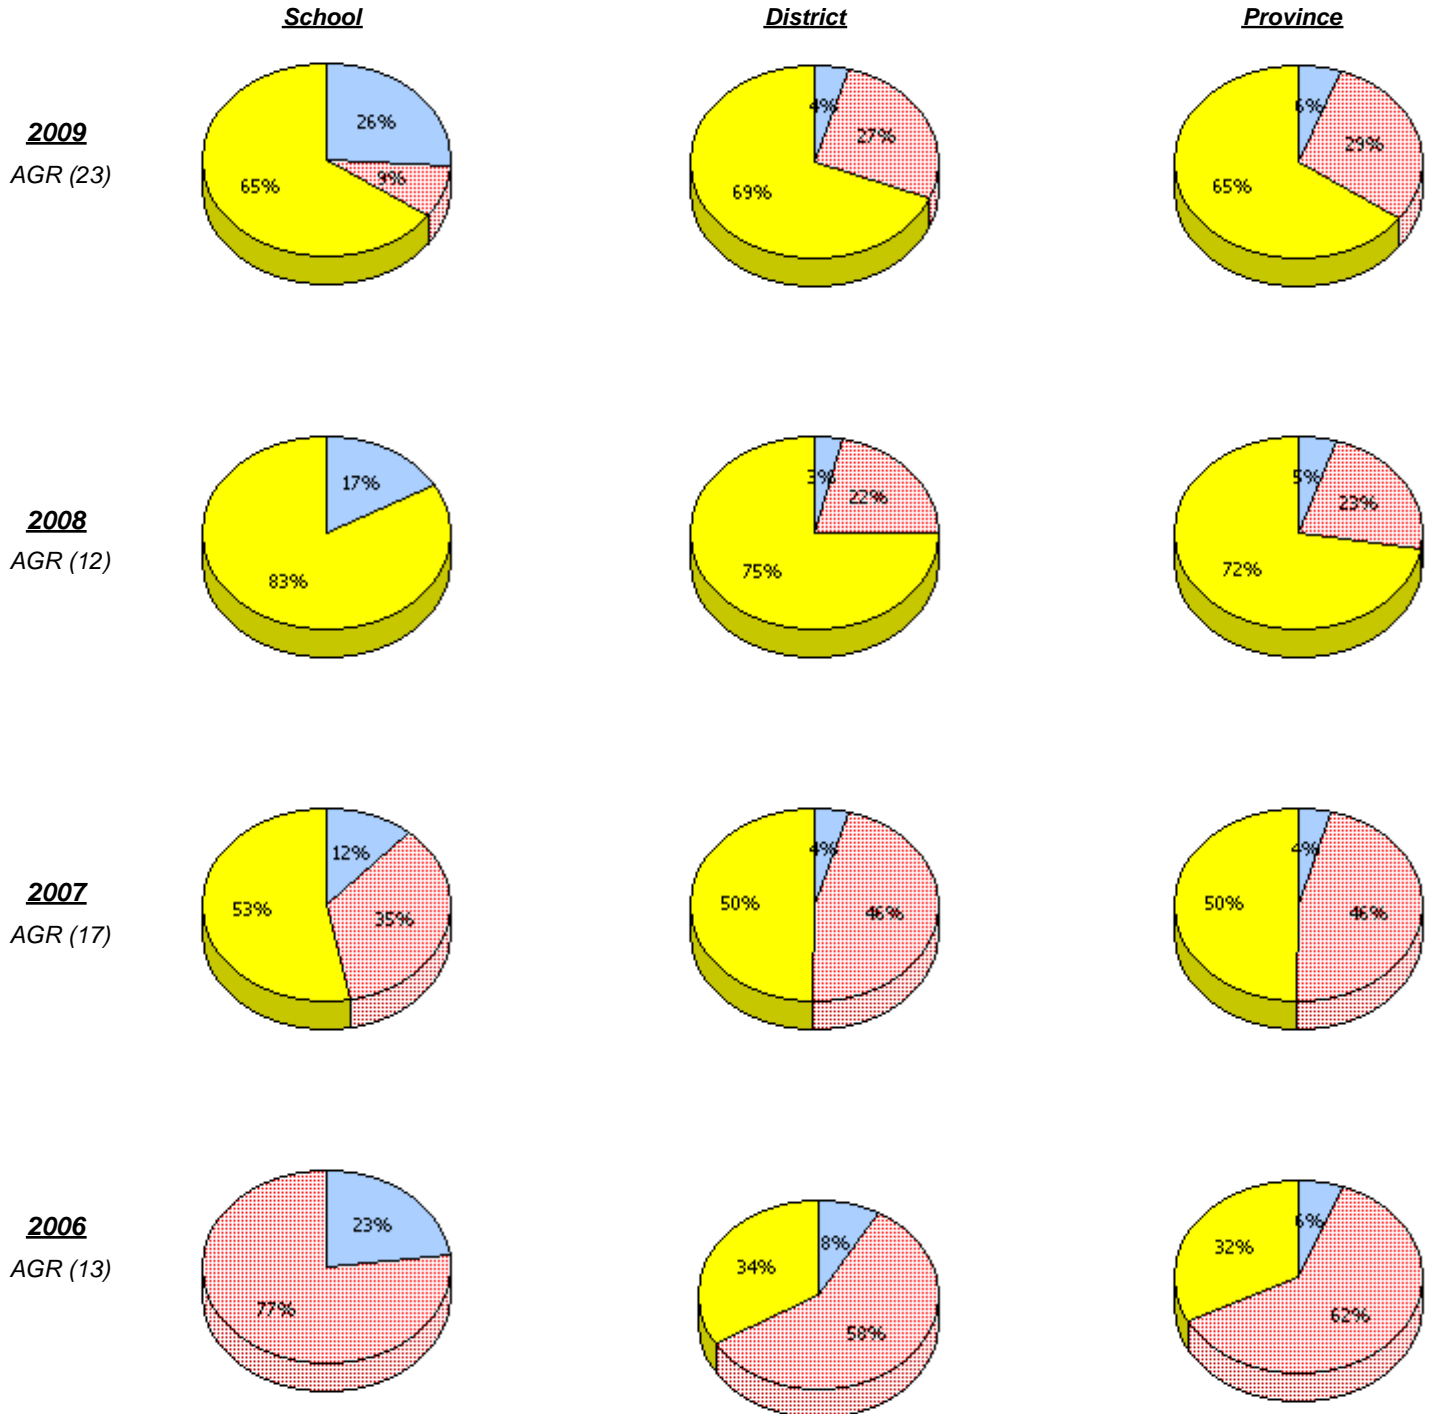 School District Province
26% 4% 6%
2009 27% 29%
AGR (23) 9%
65% 69% 65%
17% 3% 5%
2008 22% 23%
AGR (12) 83% 75% 72%
12% 4% 4%
2007 53% 35% 50% 46% 50% 46%
AGR (17)
2006 23% 8% 6%
AGR (13) 34% 32%
77% 58% 62%